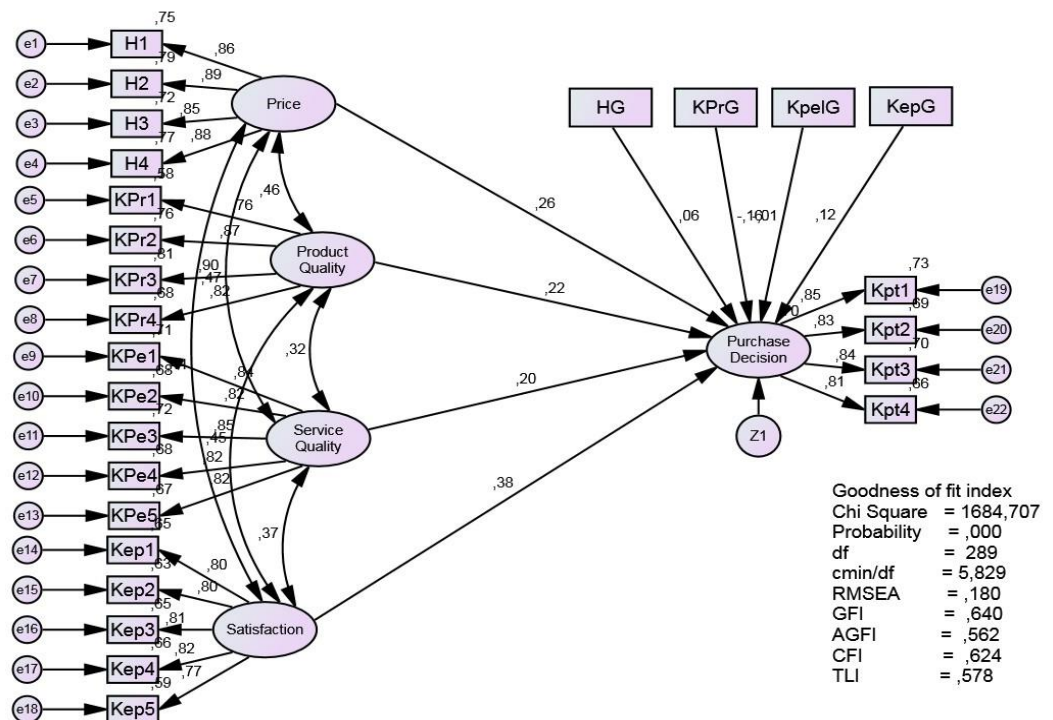 ,75
e1
H1
,86
,79
e2
H2
,89
,72
e3
H3
,85
,77
e4
H4
,88
,58
Price
e5
KPr1
,76
,76
e6
KPr2
,87
,81
e7
KPr3
,90
,68
e8
KPr4
,82
,71
Product
Quality
e9
KPe1
,84
,68
e10
KPe2
,82
,72
e11
KPe3
,85
,68
e12
KPe4
,82
,67
e13
KPe5
,82
,65
Service
Quality
e14
Kep1
,80
,63
e15
Kep2
,80
,65
e16
Kep3
,81
,66
e17
Kep4
,82
,59
e18
Kep5
,77
Satisfaction
,46
,47
,32
,45
,37
HG
KPrG
KpelG
KepG
,06
,12
,26
,22
,20
,38
Purchase
Decision
Z1
,73
,85
Kpt1
e19
,69
,83
Kpt2
e20
,70
,84
Kpt3
e21
,66
,81
Kpt4
e22
Goodness of fit index
Chi Square = 1684,707
Probability = ,000
df = 289
cmin/df = 5,829
RMSEA = ,180
GFI = ,640
AGFI = ,562
CFI = ,624
TLI = ,578